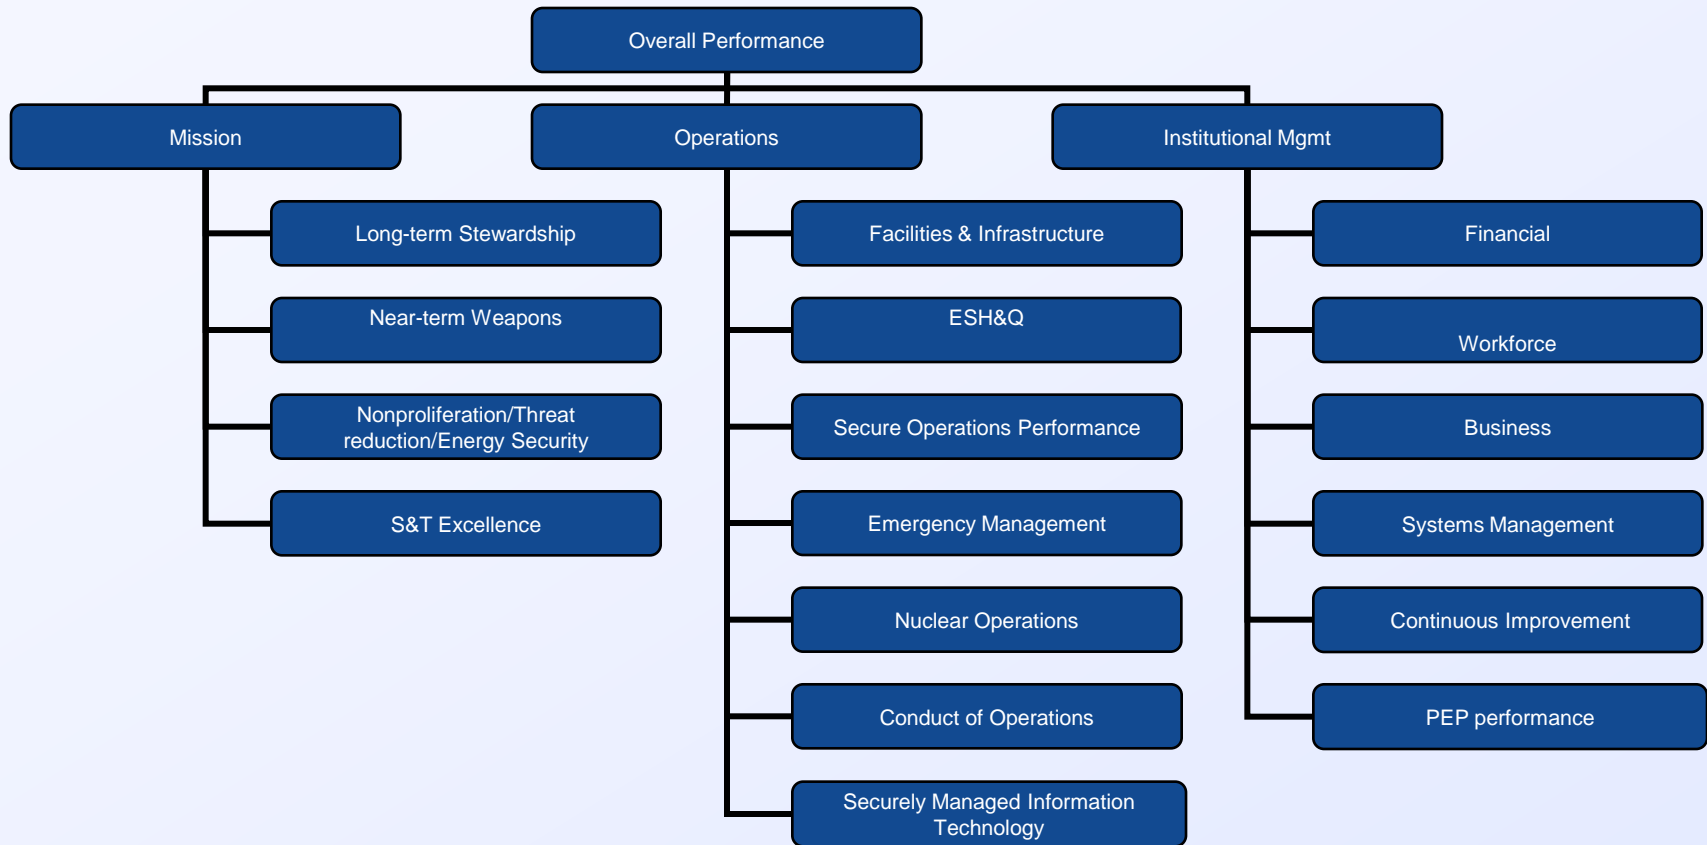 Overall Performance
Mission
Operations
Institutional Mgmt
Long-term Stewardship
Near-term Weapons
Nonproliferation/Threat
reduction/Energy Security
S&T Excellence
Facilities & Infrastructure
ESH&Q
Secure Operations Performance
Emergency Management
Nuclear Operations
Conduct of Operations
Securely Managed Information
Technology
Financial
Workforce
Business
Systems Management
Continuous Improvement
PEP performance